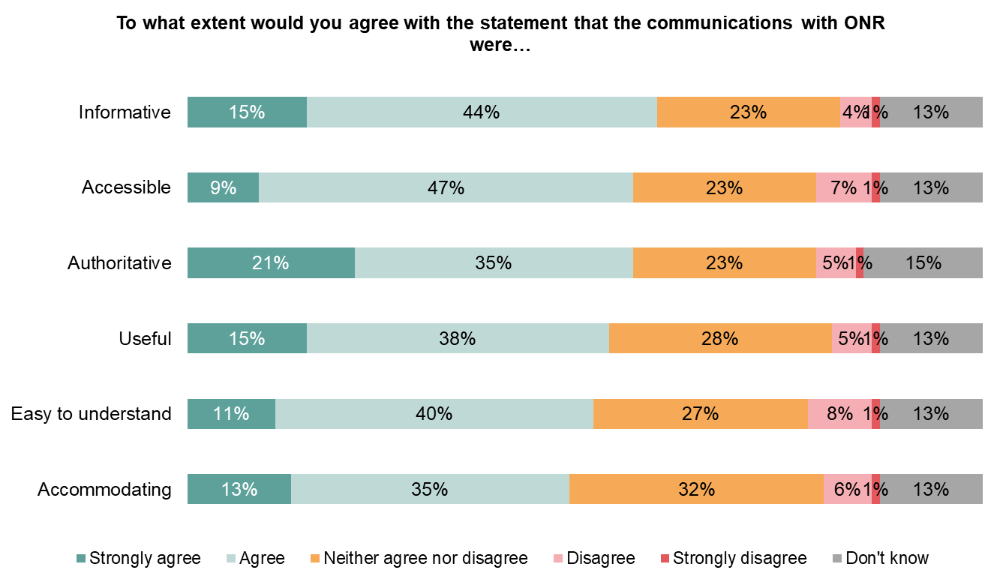 To what extent would you agree with the statement that the communications with ONR
were…
Informative 15% 44% 23% 4% 1% 13%
Accessible 9% 47% 23% 7% 1% 13%
Authoritative 21% 35% 23% 5% 1% 15%
Useful 15% 38% 28% 5% 1% 13%
Easy to understand 11% 40% 27% 8% 1% 13%
Accommodating 13% 35% 32% 6% 1% 13%
Strongly agree Agree Neither agree nor disagree Disagree Strongly disagree Don't know